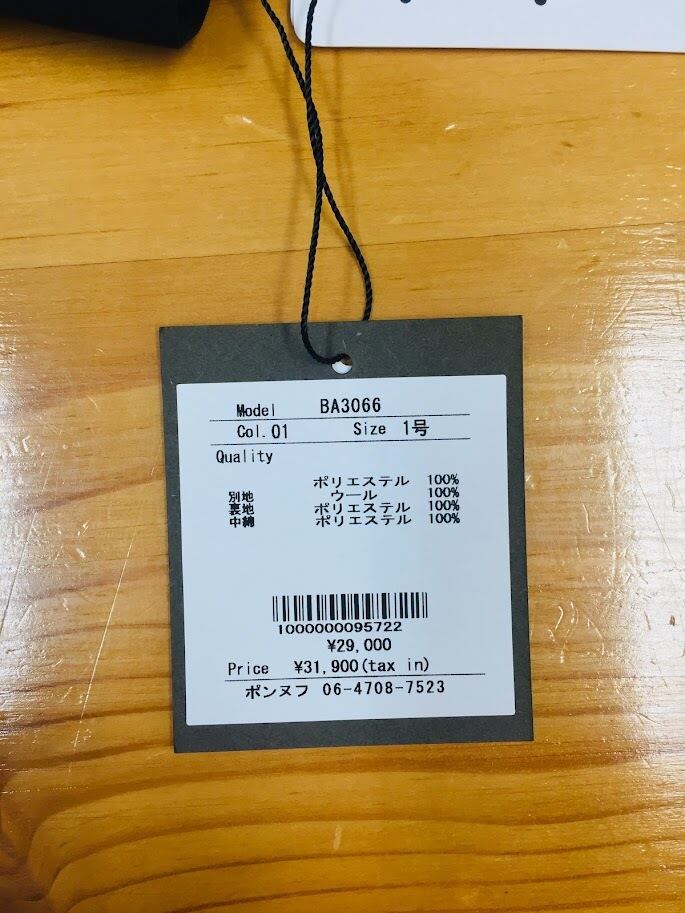 Model BA3066
Col.01 Size 1号
Quality
ポリエステル 100%
別地 ウール 100%
裏地 ポリエステル 100%
中綿 ポリエステル 100%
1000000095722
¥29,000
Price ¥31,900(tax in)
ボンヌフ 06-4708-7523